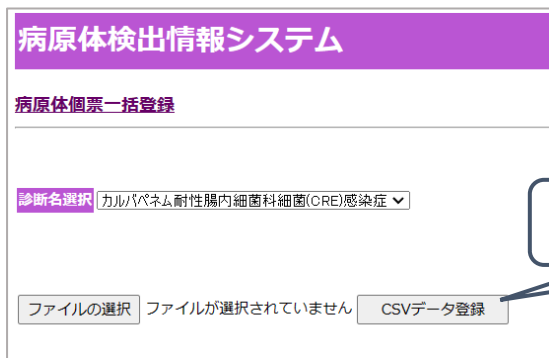 病原体検出情報システム
病原体個票一括登録
診断名選択 カルバペネム耐性腸内細菌科細菌(CRE)感染症
ファイルの選択 ファイルが選択されていません CSVデータ登録